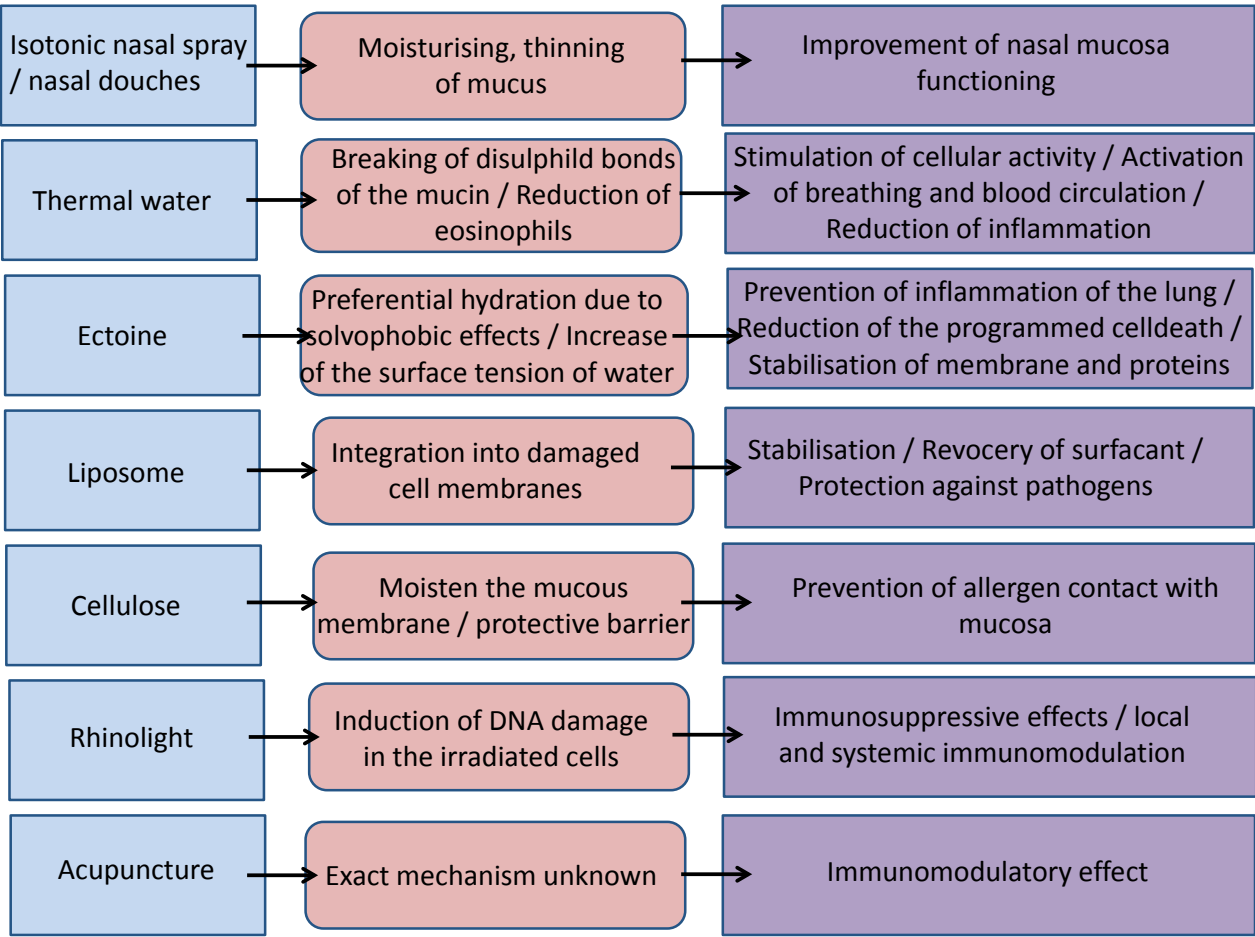 Isotonic nasal spray
/ nasal douches
Moisturising, thinning
of mucus
Improvement of nasal mucosa
functioning
Thermal water
Breaking of disulphild bonds
of the mucin / Reduction of
eosinophils
Stimulation of cellular activity / Activation
of breathing and blood circulation /
Reduction of inflammation
Ectoine
Preferential hydration due to
solvophobic effects / Increase
of the surface tension of water
Prevention of inflammation of the lung /
Reduction of the programmed celldeath /
Stabilisation of membrane and proteins
Liposome
Integration into damaged
cell membranes
Stabilisation / Revocery of surfacant /
Protection against pathogens
Cellulose
Moisten the mucous
membrane / protective barrier
Prevention of allergen contact with
mucosa
Rhinolight
Induction of DNA damage
in the irradiated cells
Immunosuppressive effects / local
and systemic immunomodulation
Acupuncture
Exact mechanism unknown
Immunomodulatory effect